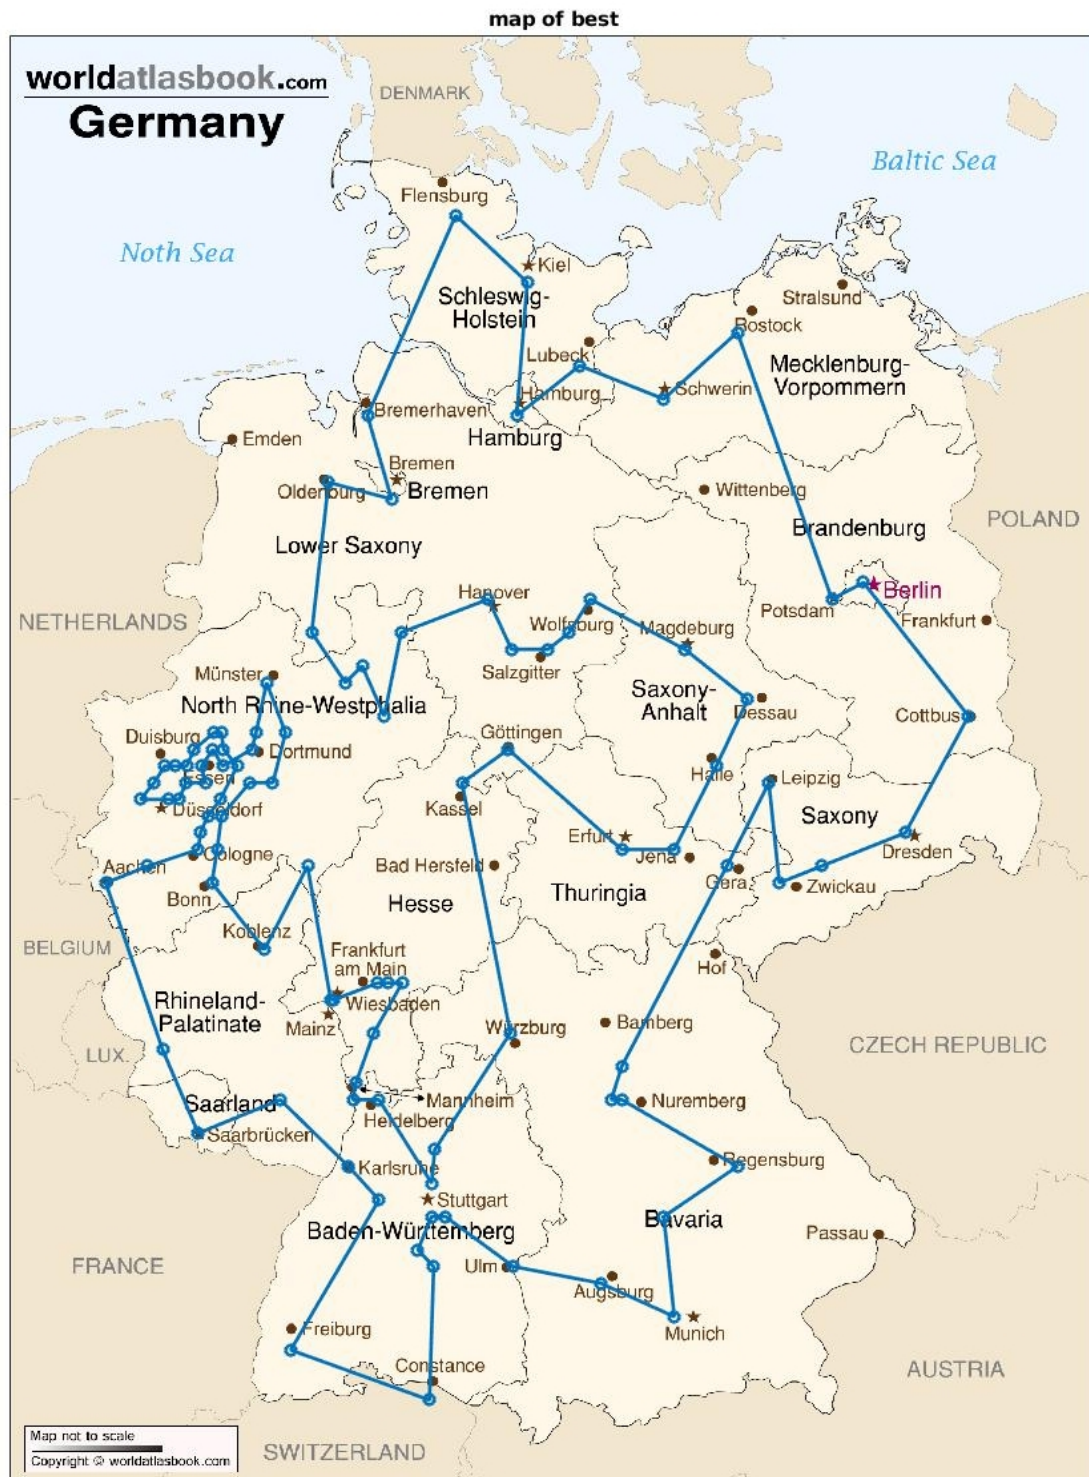 map of best
worldatlasbook.com
Germany
DENMARK
Baltic Sea
Noth Sea
Flensburg
Kiel
Schleswig-
Holstein
Stralsund
Rostock
Lubeck
Mecklenburg-
Vorpommern
Schwerin
Hamburg
Bremerhaven
Hamburg
Emden
Bremen
Oldenburg
Bremen
Wittenberg
Brandenburg
POLAND
Lower Saxony
Hanover
Berlin
Potsdam
NETHERLANDS
Wolfsburg
Magdeburg
Frankfurt
Salzgitter
Münster
North Rhine-Westphalia
Saxony-
Anhalt
Dessau
Cottbus
Göttingen
Duisburg
Dortmund
Essen
Halle
Leipzig
Kassel
Düsseldorf
Saxony
Erfurt
Dresden
Cologne
Jena
Aachen
Bad Hersfeld
Gera
Zwickau
Bonn
Hesse
Thuringia
Koblenz
BELGIUM
Frankfurt
am Main
Hof
Rhineland-
Palatinate
Wiesbaden
Mainz
Würzburg
Bamberg
LUX.
CZECH REPUBLIC
Saarland
Mannheim
Nuremberg
Heidelberg
Saarbrücken
Karlsruhe
Regensburg
Stuttgart
Baden-Württemberg
Bavaria
Passau
FRANCE
Ulm
Augsburg
Freiburg
Munich
Constance
AUSTRIA
Map not to scale
Copyright © worldatlasbook.com
SWITZERLAND